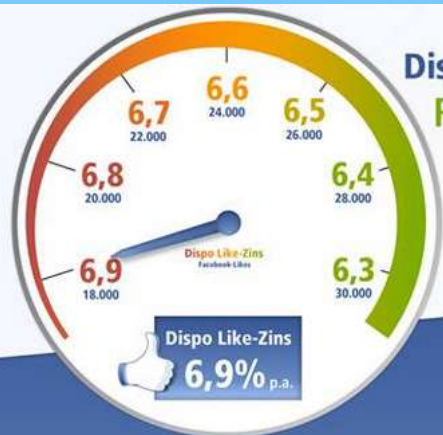 Dis
F
6,6
24.000
6,7
22.000
6,5
26.000
6,8
20.000
6,4
28.000
6,9
18.000
6,3
30.000
Dispo Like-Zins
Facebook-Likes
Dispo Like-Zins
6,9% p.a.